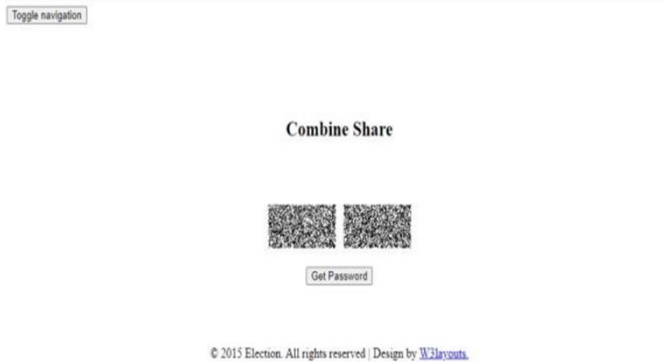 Toggle navigation
Combine Share
Get Password
© 2015 Election. All rights reserved | Design by W3layouts.